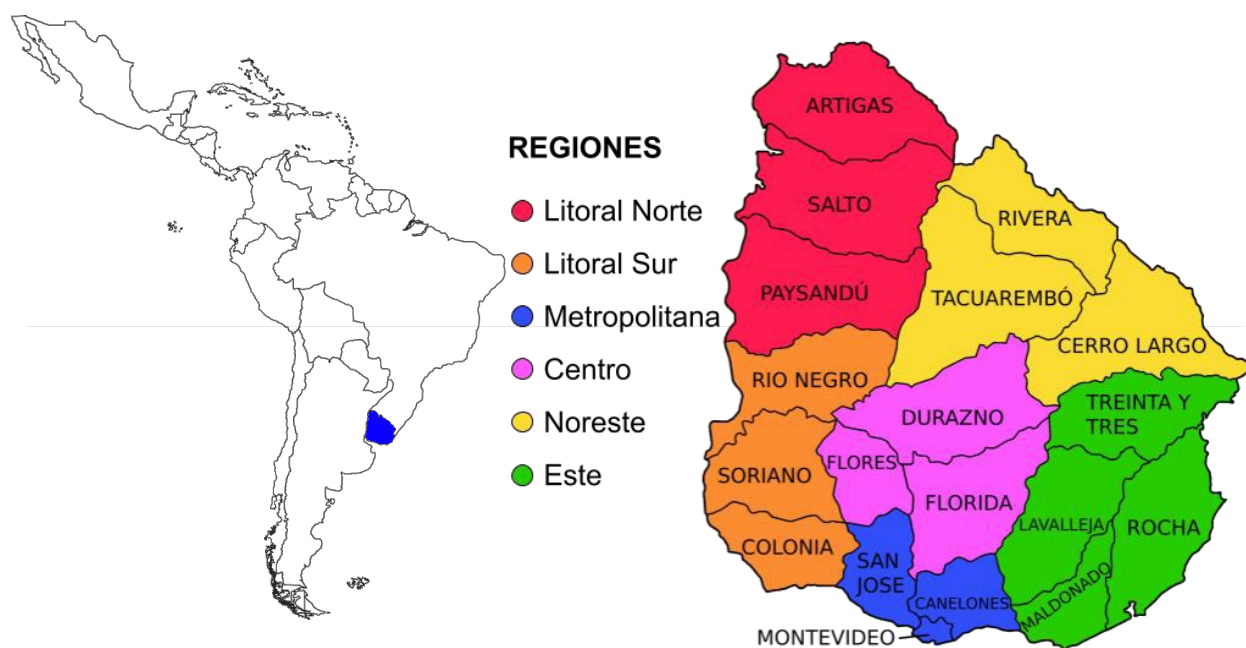 REGIONES
Litoral Norte
Litoral Sur
Metropolitana
Centro
Noreste
Este
ARTIGAS
SALTO
RIVERA
PAYSANDÚ
TACUAREMBÓ
CERRO LARGO
RIO NEGRO
DURAZNO
TREINTA Y
TRES
FLORES
SORIANO
FLORIDA
LAVALLEJA
ROCHA
COLONIA
SAN
JOSE
CANELONES
MALDONADO
MONTEVIDEO